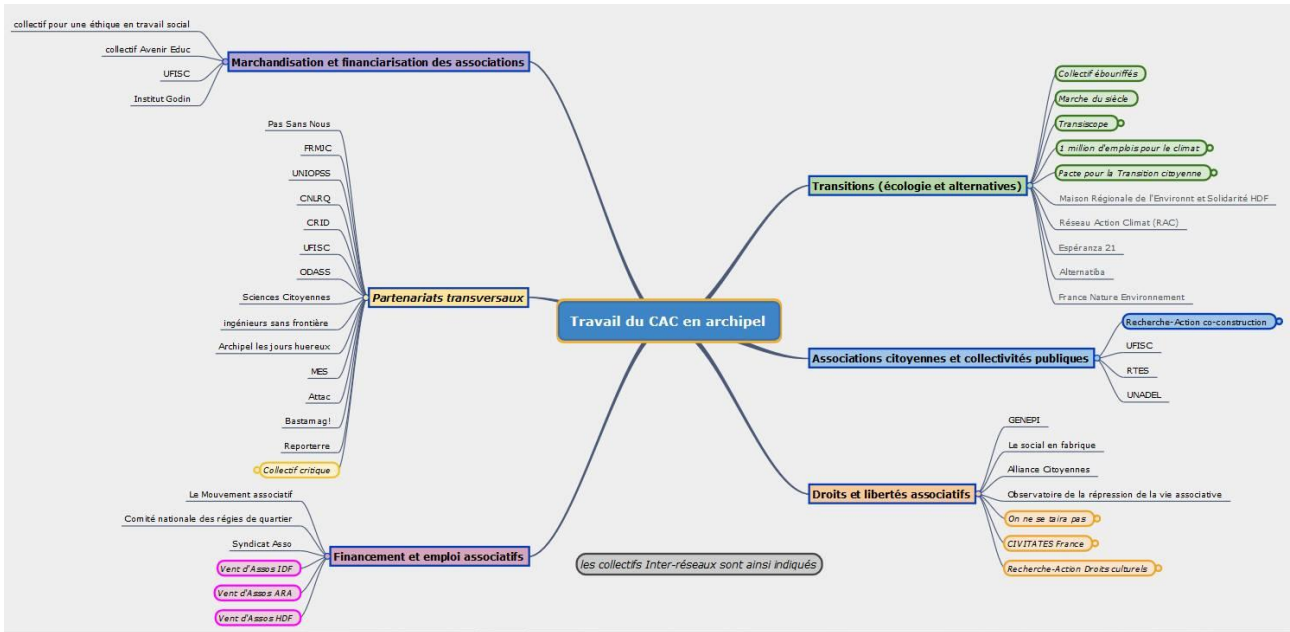 collectif pour une éthique en travail social
collectif Avenir Educ
UFISC
Institut Godin
Marchandisation et financiarisation des associations
Pas Sans Nous
FRMJC
UNIOPSS
CNLRQ
CRID
UFISC
ODASS
Sciences Citoyennes
ingénieurs sans frontière
Archipel les jours huereux
MES
Attac
Bastamag!
Reporterre
Collectif critique
Partenariats transversaux
Le Mouvement associatif
Comité nationale des régies de quartier
Syndicat Asso
Vent d'Assos IDF
Vent d'Assos ARA
Vent d'Assos HDF
Financement et emploi associatifs
Travail du CAC en archipel
Transitions (écologie et alternatives)
Collectif ébouriffés
Marche du siècle
Transiscope
1 million d'emplois pour le climat
Pacte pour la Transition citoyenne
Maison Régionale de l'Environnt et Solidarité HDF
Réseau Action Climat (RAC)
Espéranza 21
Alternatiba
France Nature Environnement
Associations citoyennes et collectivités publiques
Recherche-Action co-construction
UFISC
RTES
UNADEL
Droits et libertés associatifs
GENEPI
Le social en fabrique
Alliance Citoyennes
Observatoire de la répression de la vie associative
On ne se taira pas
CIVITATES France
Recherche-Action Droits culturels
les collectifs Inter-réseaux sont ainsi indiqués